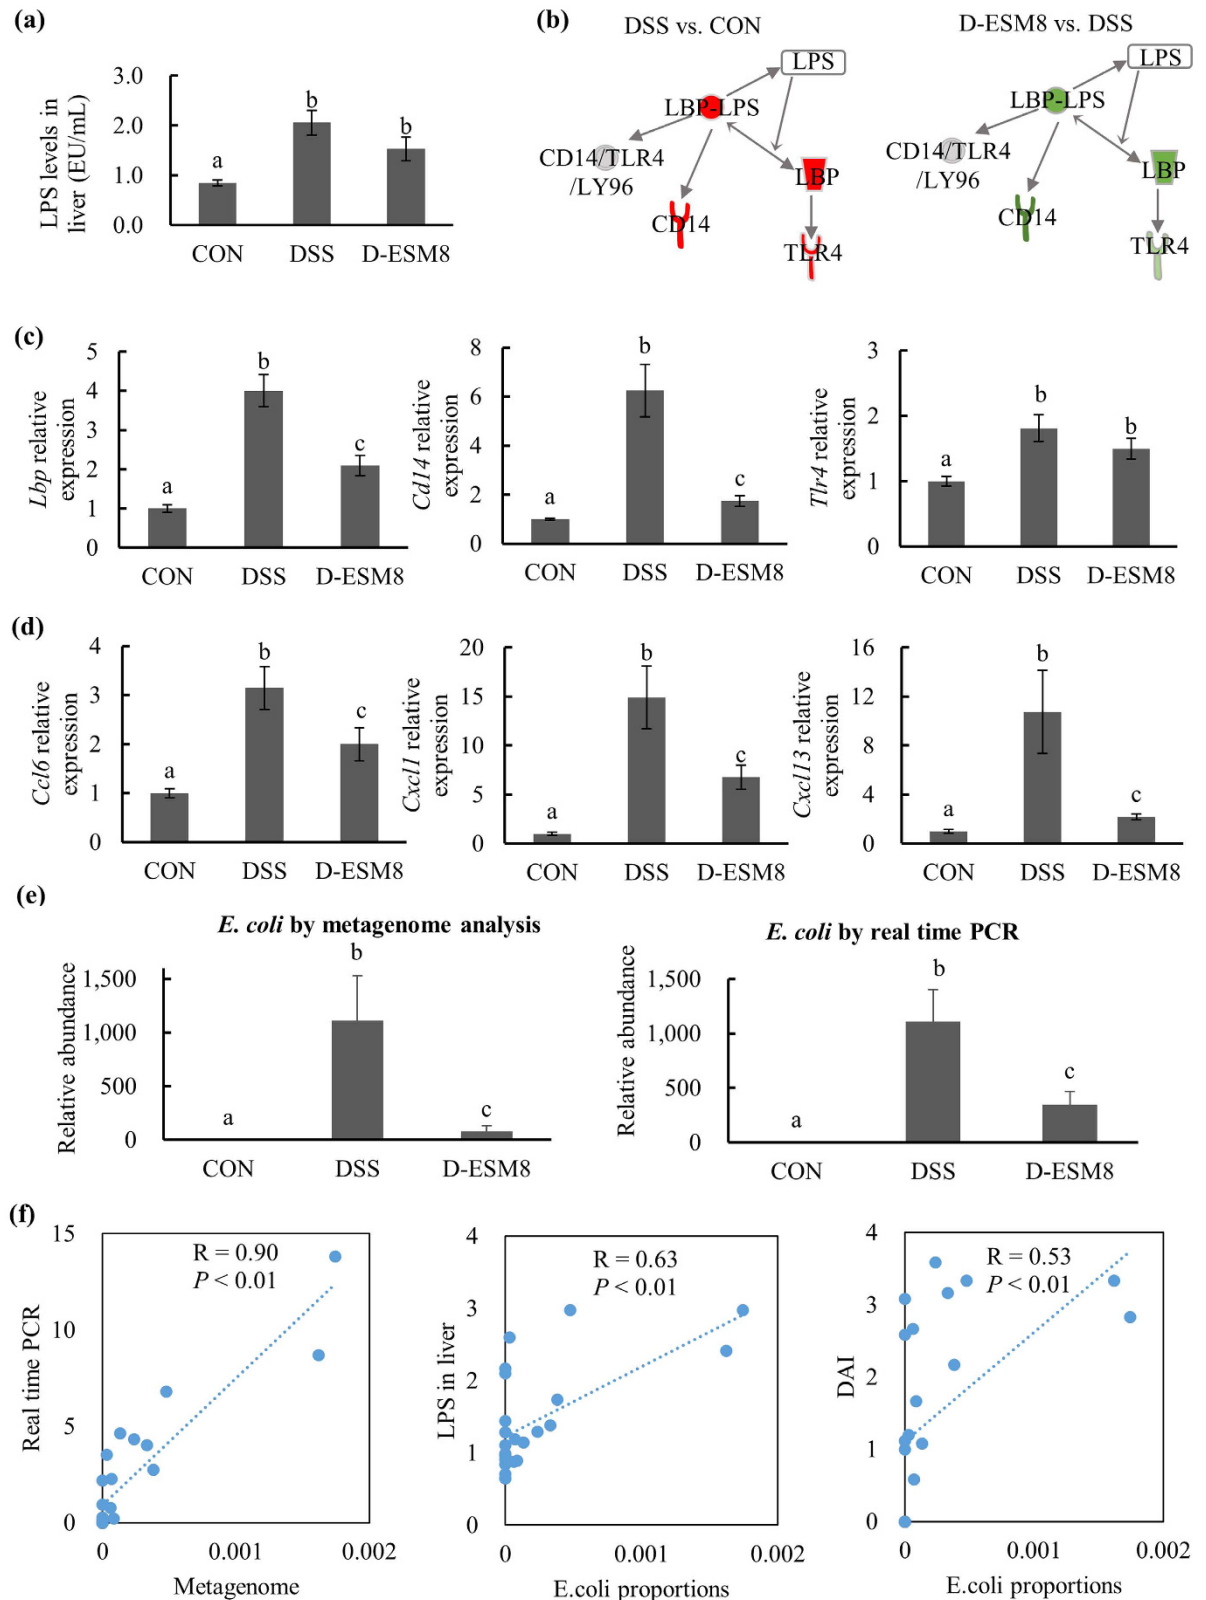 (a)
LPS levels in
liver (EU/mL)
3.0
2.0
1.0
0.0
a
b
b
CON
DSS
D-ESM8
(b)
DSS vs. CON
LPS
LBP-LPS
CD14/TLR4
/LY96
LBP
CD14
TLR4
D-ESM8 vs. DSS
LPS
LBP-LPS
CD14/TLR4
/LY96
LBP
CD14
TLR4
(c)
Lbp relative
expression
5
4
3
2
1
0
a
b
c
CON
DSS
D-ESM8
Cd14 relative
expression
8
6
4
2
0
a
b
c
CON
DSS
D-ESM8
Tlr4 relative
expression
3
2
1
0
a
b
b
CON
DSS
D-ESM8
(d)
Ccl6 relative
expression
4
3
2
1
0
a
b
c
CON
DSS
D-ESM8
Cxcl1 relative
expression
20
15
10
5
0
a
b
c
CON
DSS
D-ESM8
Cxcl13 relative
expression
16
12
8
4
0
a
b
c
CON
DSS
D-ESM8
(e)
E. coli by metagenome analysis
Relative abundance
1,500
1,000
500
0
a
b
c
CON
DSS
D-ESM8
E. coli by real time PCR
Relative abundance
1,500
1,000
500
0
a
b
c
CON
DSS
D-ESM8
(f)
Real time PCR
15
10
5
0
R = 0.90
P < 0.01
0
0.001
0.002
Metagenome
LPS in liver
4
3
2
1
0
R = 0.63
P < 0.01
0
0.001
0.002
E.coli proportions
DAI
4
3
2
1
0
R = 0.53
P < 0.01
0
0.001
0.002
E.coli proportions